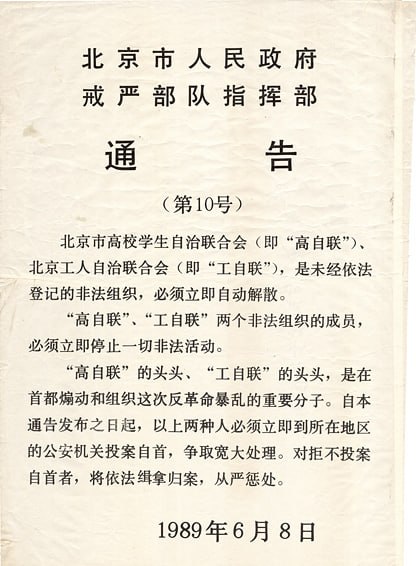 北京市人民政府
戒严部队指挥部
通 告
（第10号）
北京市高校学生自治联合会（即“高自联”）、
北京工人自治联合会（即“工自联”），是未经依法
登记的非法组织，必须立即自动解散。
“高自联”、“工自联”两个非法组织的成员，
必须立即停止一切非法活动。
“高自联”的头头、“工自联”的头头，是在
首都煽动和组织这次反革命暴乱的重要分子。自本
通告发布之日起，以上两种人必须立即到所在地区
的公安机关投案自首，争取宽大处理。对拒不投案
自首者，将依法缉拿归案，从严惩处。
1989年6月8日